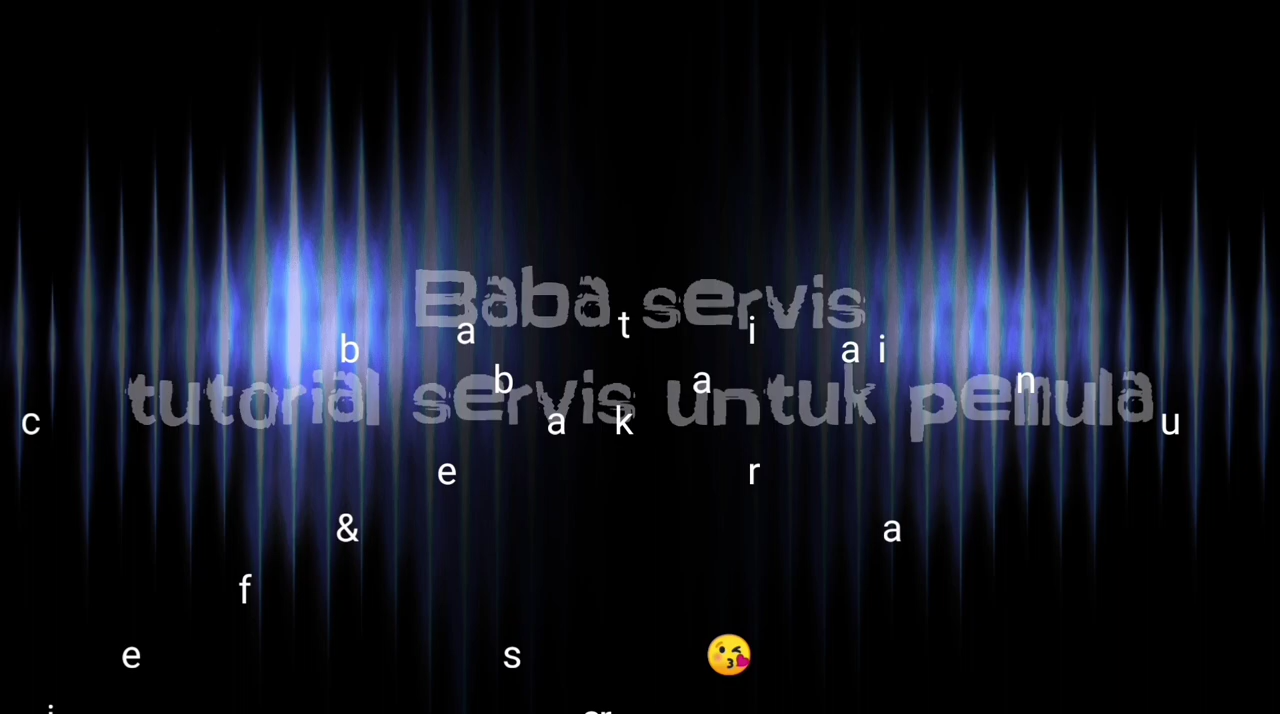 Baba servis
tutorial servis untuk pemula
t
a i
b a i
b a n
c a k u
e r
& a
f
e s 😘